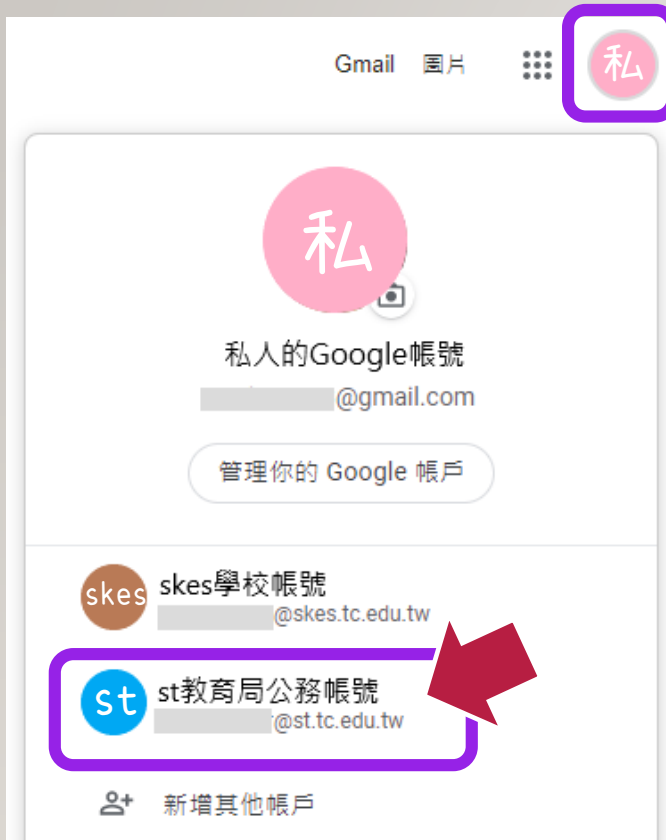 Gmail 圖片 私
私
私人的Google帳號
@gmail.com
管理你的 Google 帳戶
skes skes學校帳號
@skes.tc.edu.tw
st st教育局公務帳號
@st.tc.edu.tw
新增其他帳戶